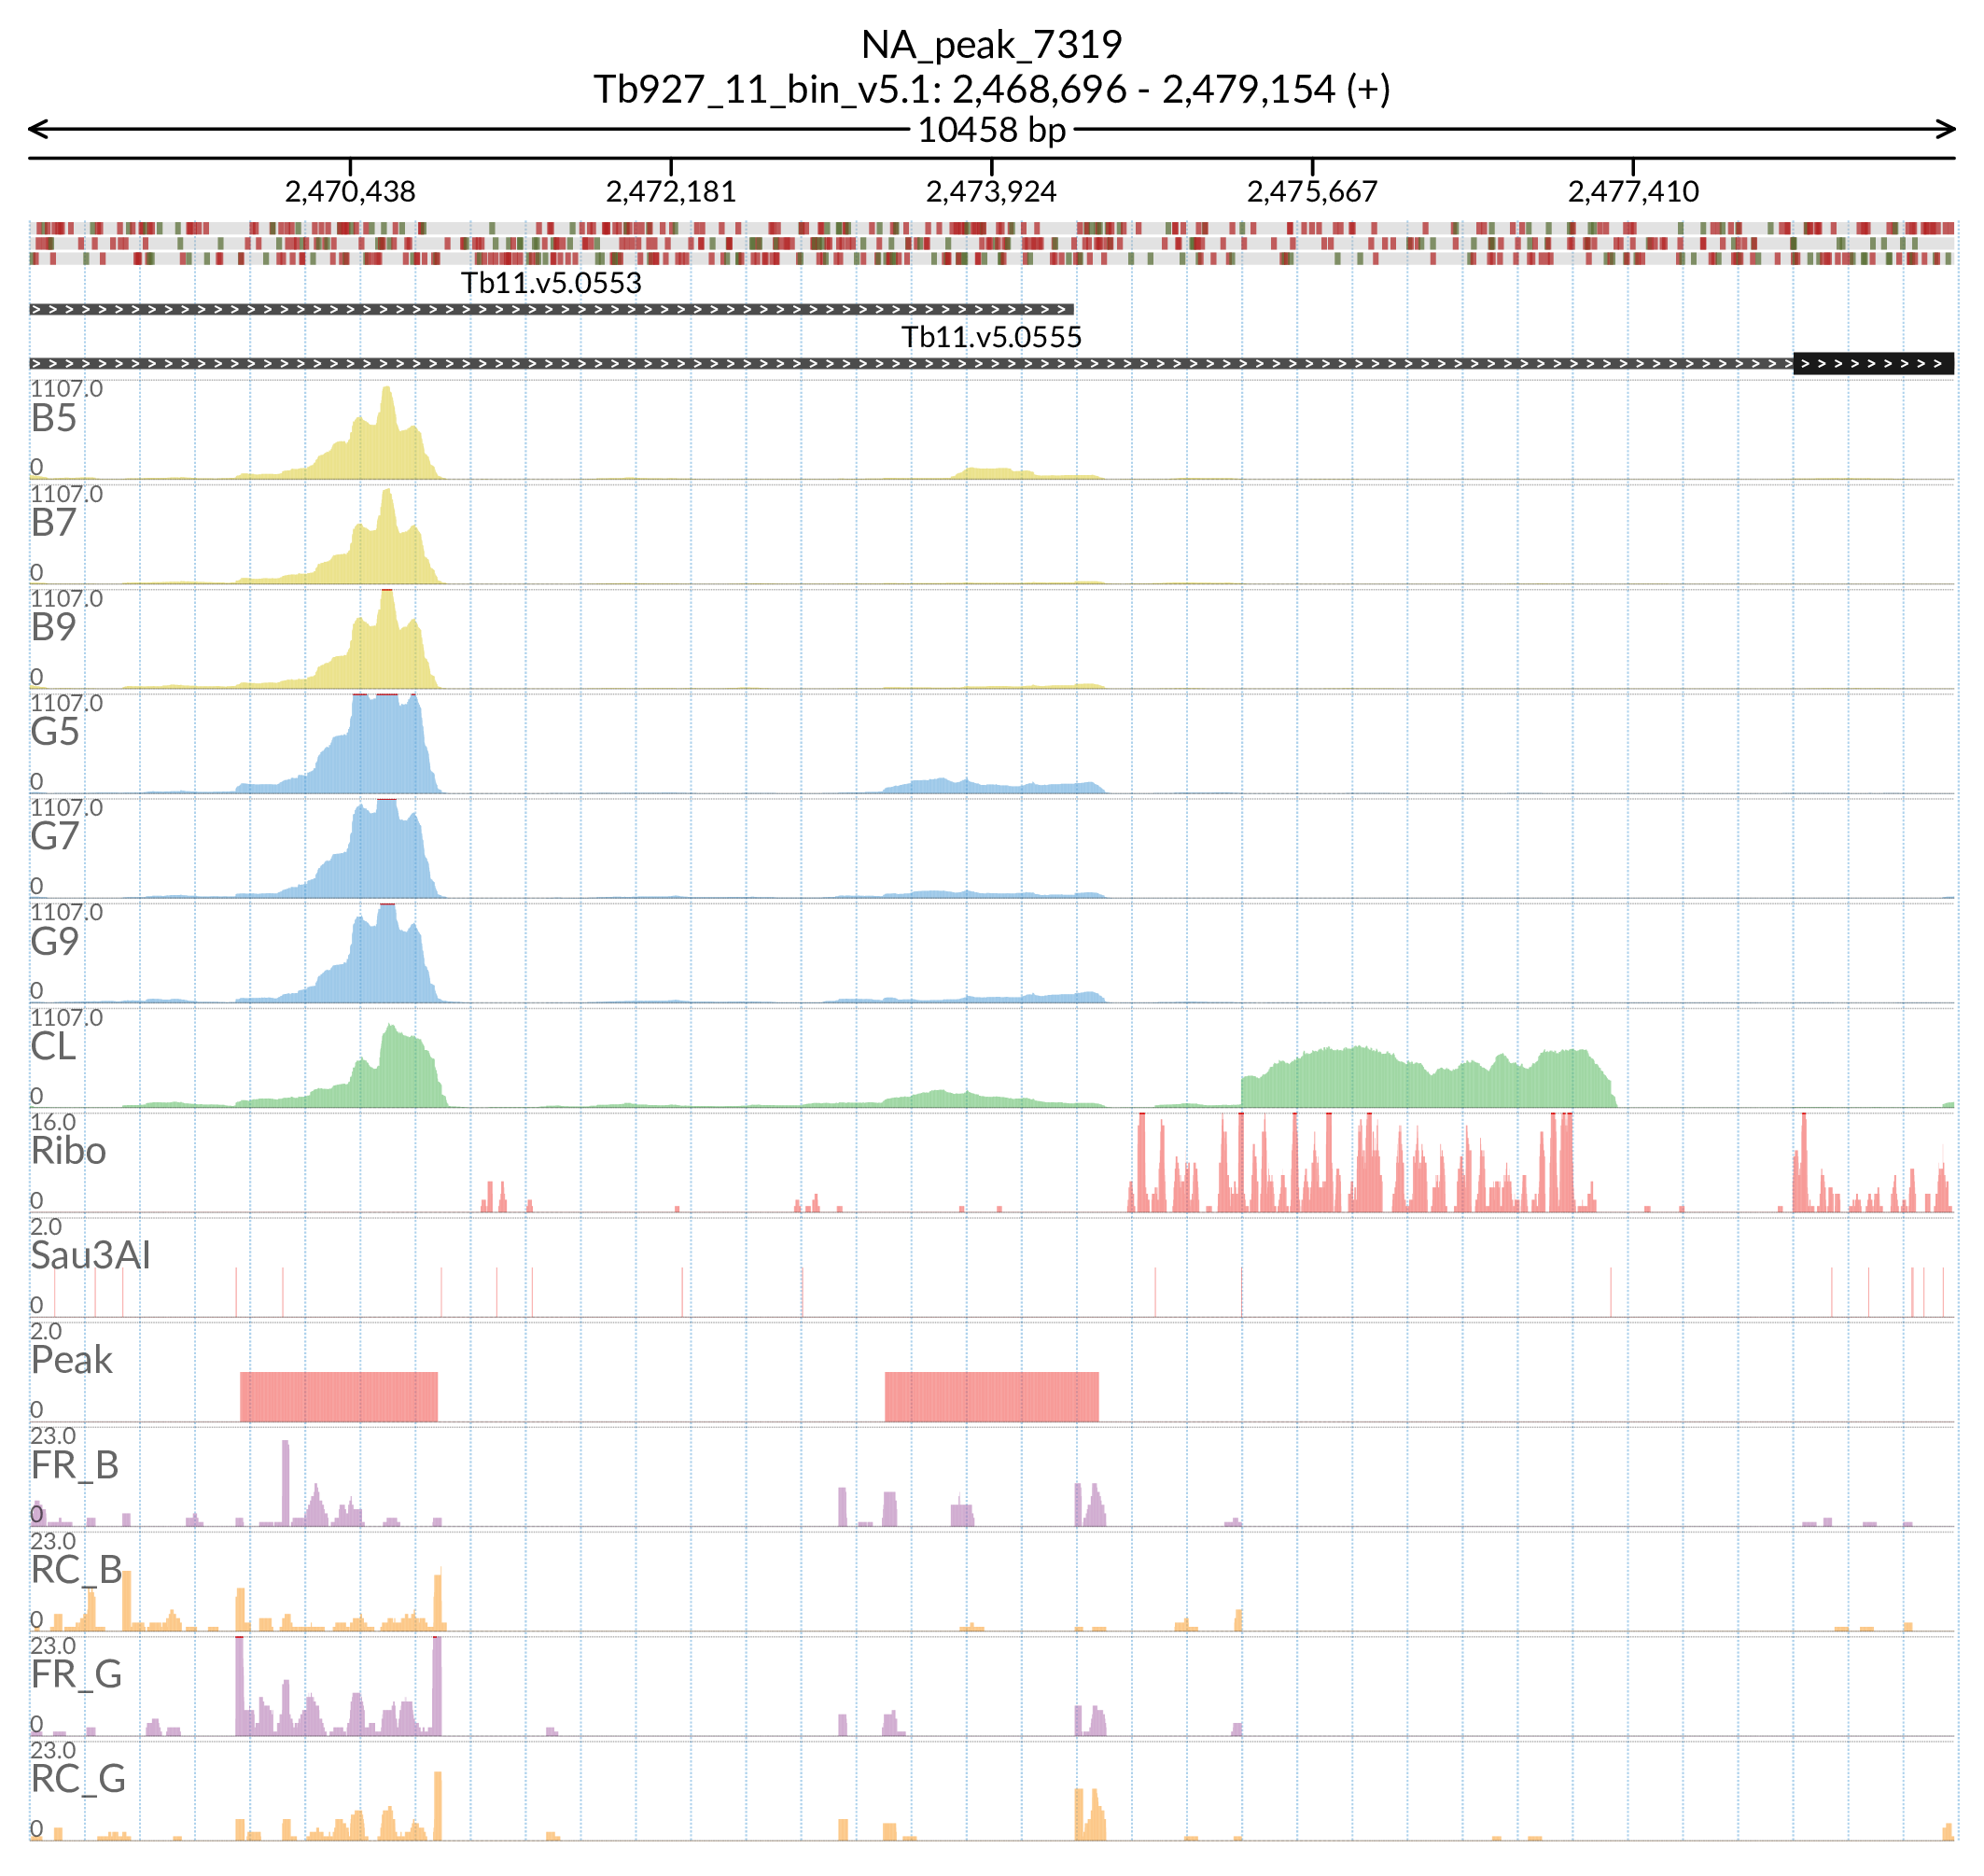 NA_peak_7319
Tb927_11_bin_v5.1: 2,468,696 - 2,479,154 (+)
10458 bp
2,470,438 2,472,181 2,473,924 2,475,667 2,477,410
Tb11.v5.0553
Tb11.v5.0555
1107.0
B5
0
1107.0
B7
0
1107.0
B9
0
1107.0
G5
0
1107.0
G7
0
1107.0
G9
0
1107.0
CL
0
16.0
Ribo
0
2.0
Sau3AI
0
2.0
Peak
0
23.0
FR_B
0
23.0
RC_B
0
23.0
FR_G
0
23.0
RC_G
0